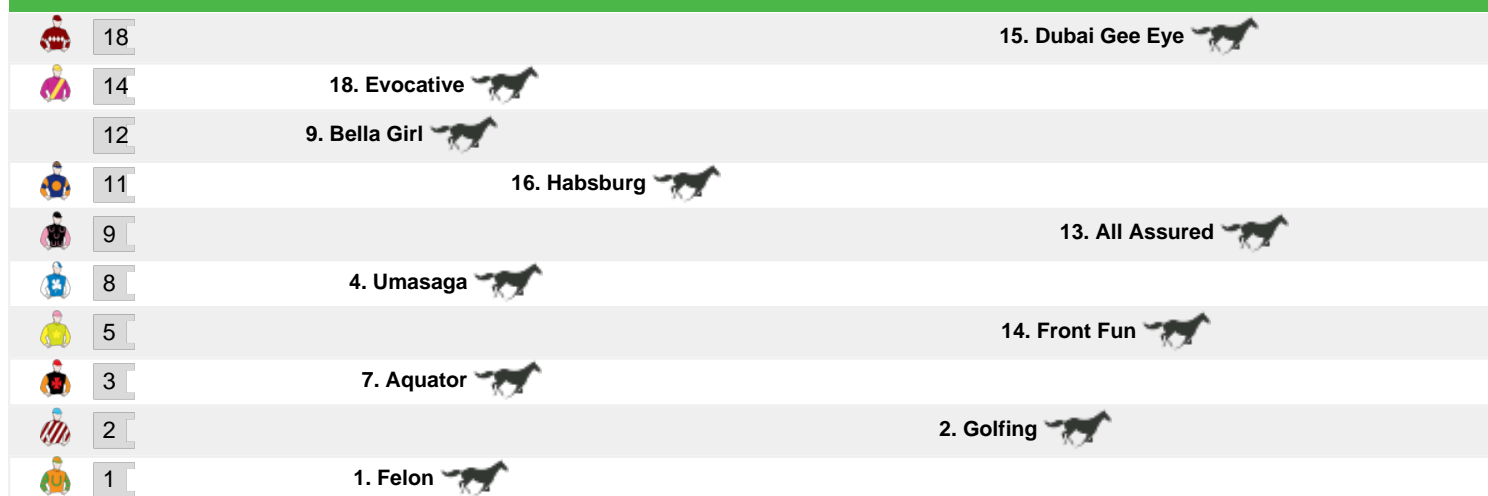 18 15. Dubai Gee Eye
14 18. Evocative
12 9. Bella Girl
11 16. Habsburg
9 13. All Assured
8 4. Umasaga
5 14. Front Fun
3 7. Aquator
2 2. Golfing
1 1. Felon